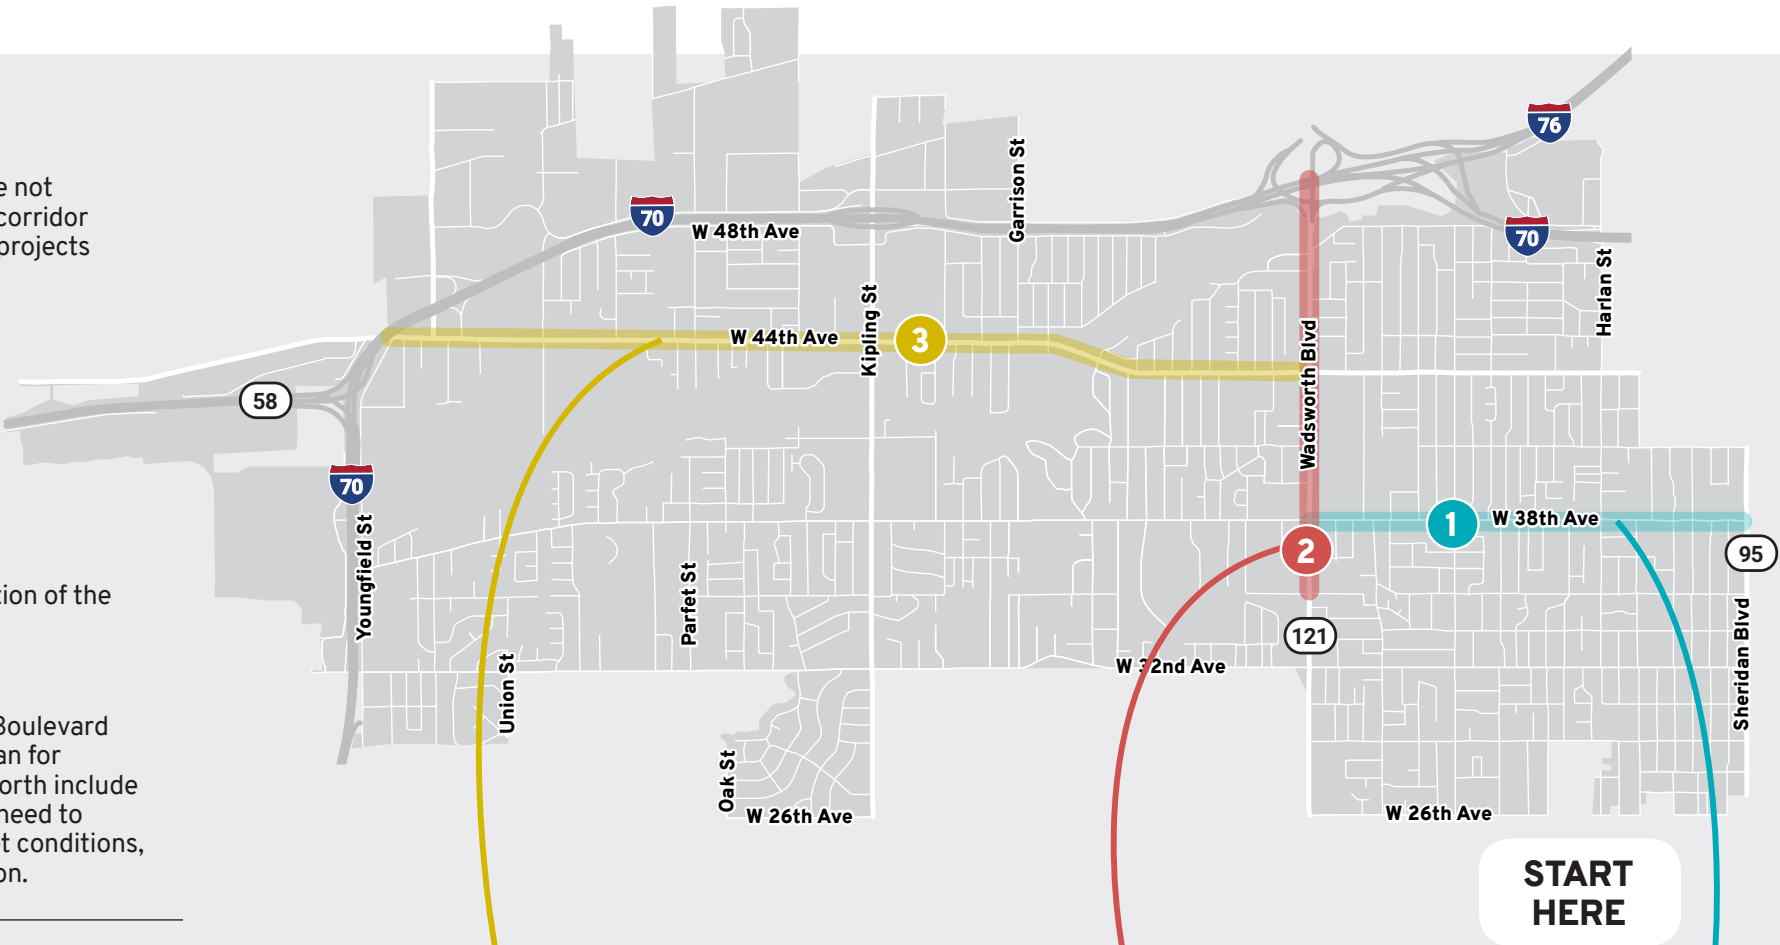 e not
corridor
projects
tion of the
Boulevard
an for
orth include
need to
t conditions,
on.
76
70
W 48th Ave
Garrison St
70
Harlan St
Kipling St
W 44th Ave
3
Wadsworth Blvd
58
70
Youngfield St
1
W 38th Ave
2
95
Parfet St
121
Sheridan Blvd
W 32nd Ave
Union St
Oak St
W 26th Ave
W 26th Ave
START
HERE